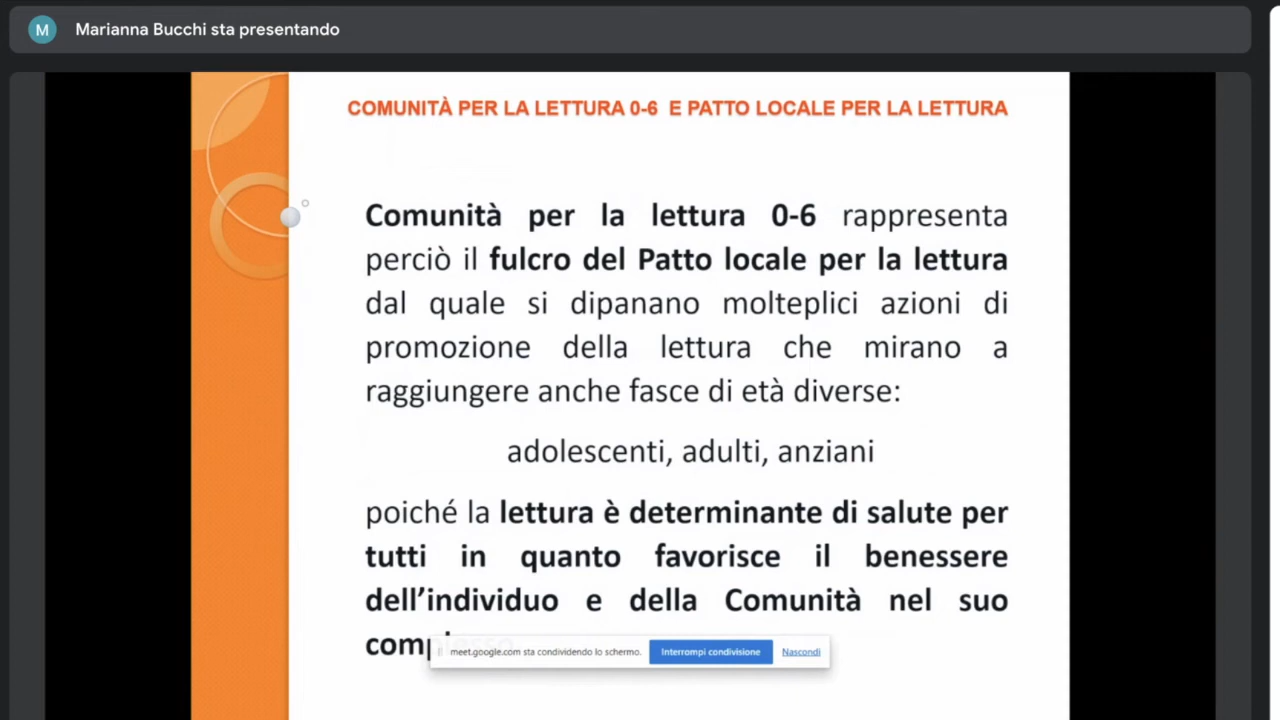 M
Marianna Bucchi sta presentando
COMUNITÀ PER LA LETTURA 0-6 E PATTO LOCALE PER LA LETTURA
Comunità per la lettura 0-6 rappresenta
perciò il fulcro del Patto locale per la lettura
dal quale si dipanano molteplici azioni di
promozione della lettura che mirano a
raggiungere anche fasce di età diverse:
adolescenti, adulti, anziani
poiché la lettura è determinante di salute per
tutti in quanto favorisce il benessere
dell'individuo e della Comunità nel suo
complesso
meet.google.com sta condividendo lo schermo. Interrompi condivisione Nascondi